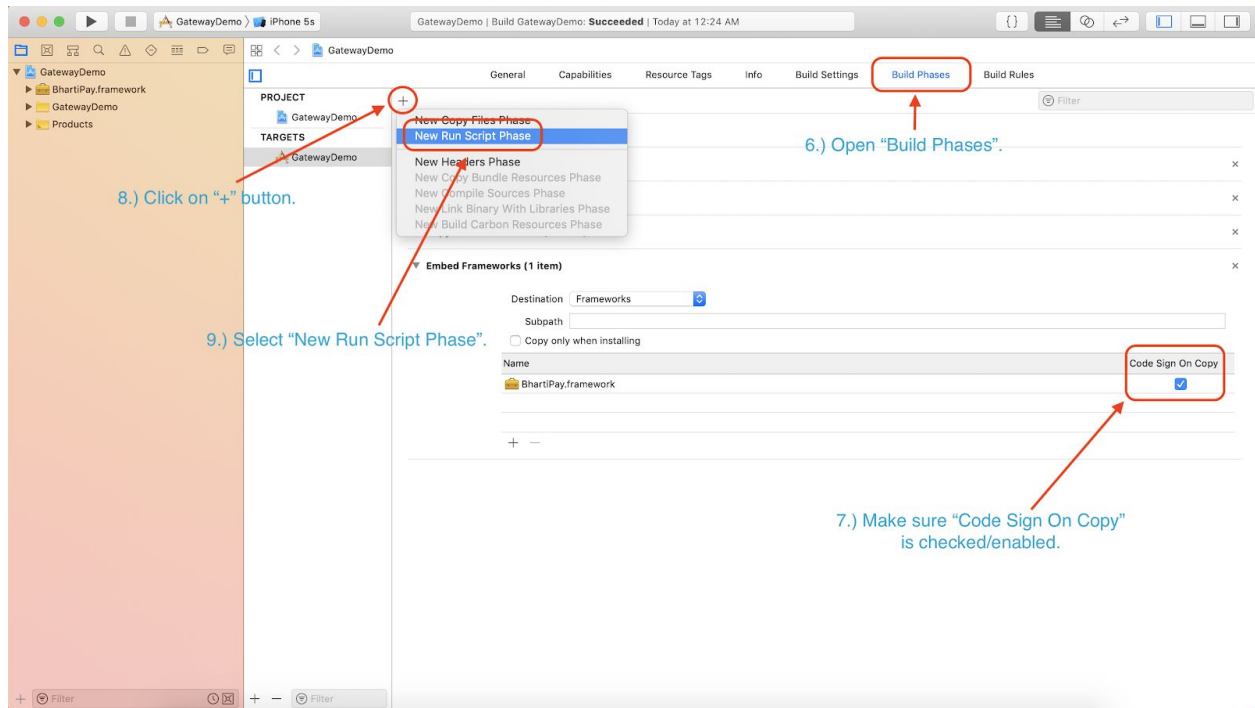 GatewayDemo
iPhone 5s
GatewayDemo | Build GatewayDemo: Succeeded | Today at 12:24 AM
GatewayDemo
GatewayDemo
BhartiPay.framework
GatewayDemo
Products
General Capabilities Resource Tags Info Build Settings Build Phases Build Rules
PROJECT
GatewayDemo
TARGETS
GatewayDemo
Filter
New Copy Files Phase
New Run Script Phase
New Headers Phase
New Copy Bundle Resources Phase
New Compile Sources Phase
New Link Binary With Libraries Phase
New Build Carbon Resources Phase
6.) Open “Build Phases”.
8.) Click on “+” button.
Embed Frameworks (1 item)
Destination Frameworks
Subpath
Copy only when installing
9.) Select “New Run Script Phase”.
Name Code Sign On Copy
BhartiPay.framework
7.) Make sure “Code Sign On Copy”
is checked/enabled.
Filter
Filter